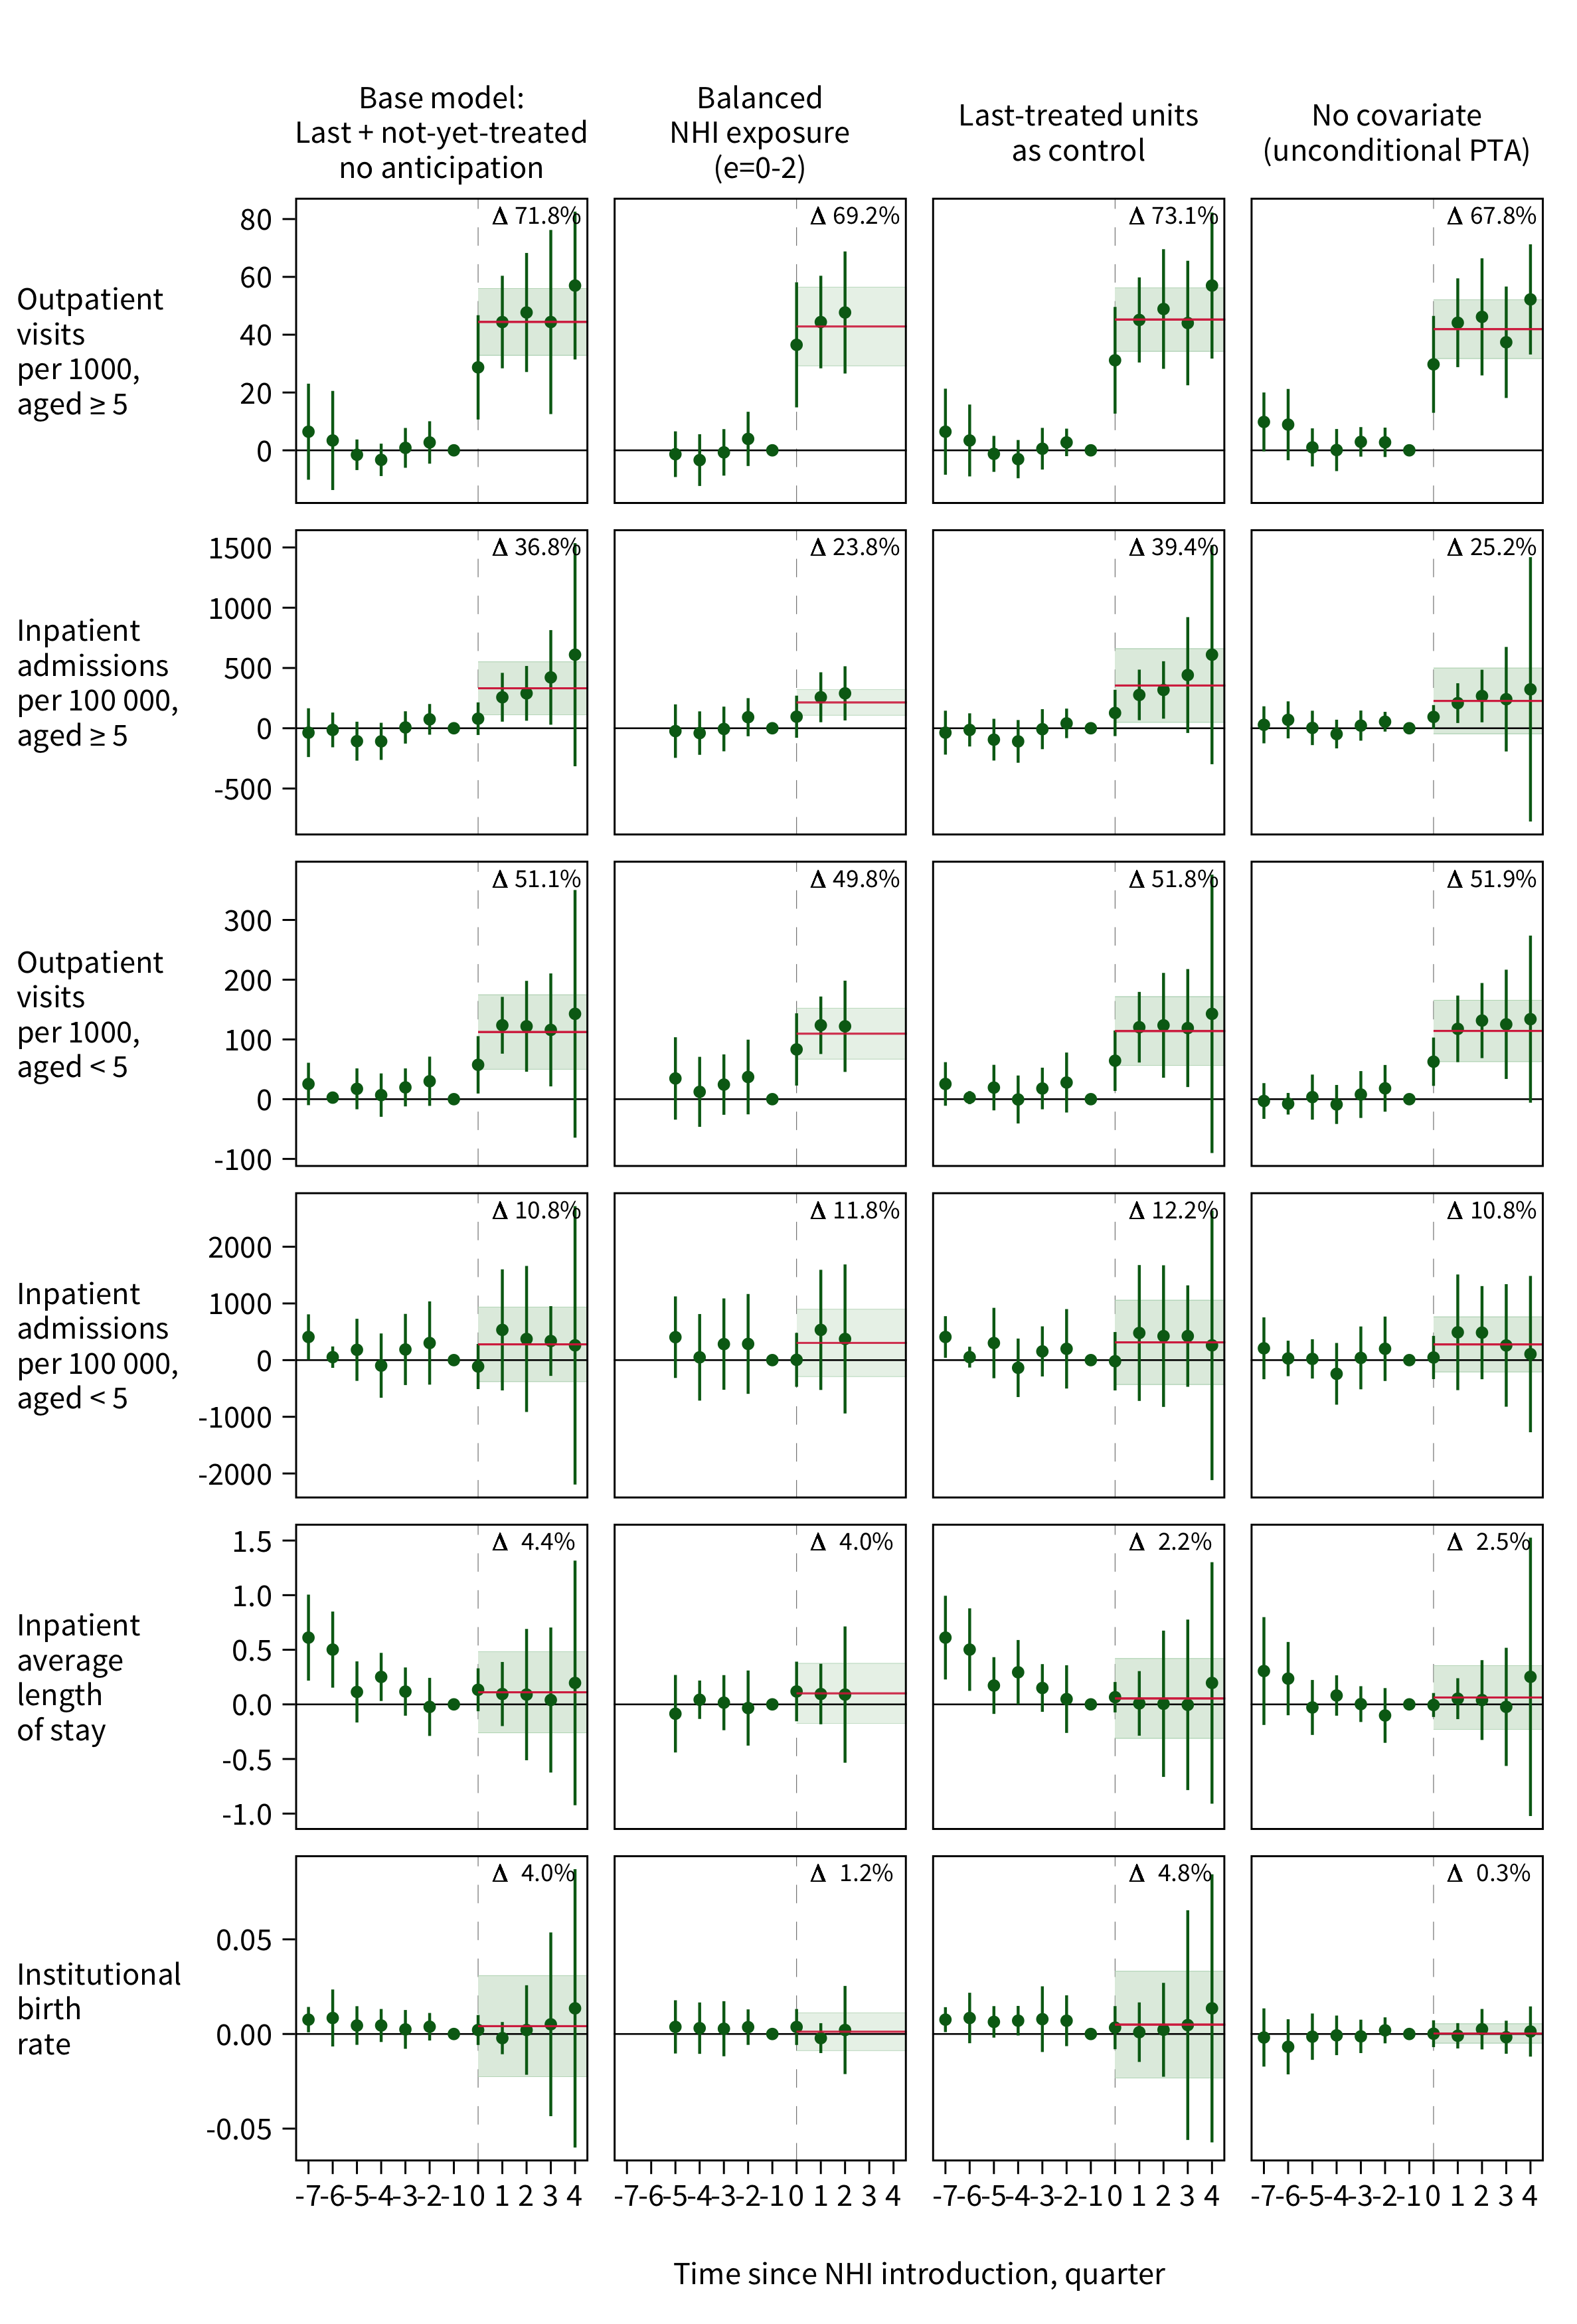 Base model:
Last + not-yet-treated
no anticipation
Balanced
NHI exposure
(e=0-2)
Last-treated units
as control
No covariate
(unconditional PTA)
Outpatient
visits
per 1000,
aged ≥ 5
80
60
40
20
0
Δ 71.8%
Δ 69.2%
Δ 73.1%
Δ 67.8%
Inpatient
admissions
per 100 000,
aged ≥ 5
1500
1000
500
0
-500
Δ 36.8%
Δ 23.8%
Δ 39.4%
Δ 25.2%
Outpatient
visits
per 1000,
aged < 5
300
200
100
0
-100
Δ 51.1%
Δ 49.8%
Δ 51.8%
Δ 51.9%
Inpatient
admissions
per 100 000,
aged < 5
2000
1000
0
-1000
-2000
Δ 10.8%
Δ 11.8%
Δ 12.2%
Δ 10.8%
Inpatient
average
length
of stay
1.5
1.0
0.5
0.0
-0.5
-1.0
Δ 4.4%
Δ 4.0%
Δ 2.2%
Δ 2.5%
Institutional
birth
rate
0.05
0.00
-0.05
Δ 4.0%
Δ 1.2%
Δ 4.8%
Δ 0.3%
-7 -6 -5 -4 -3 -2 -1 0 1 2 3 4
-7 -6 -5 -4 -3 -2 -1 0 1 2 3 4
-7 -6 -5 -4 -3 -2 -1 0 1 2 3 4
-7 -6 -5 -4 -3 -2 -1 0 1 2 3 4
Time since NHI introduction, quarter